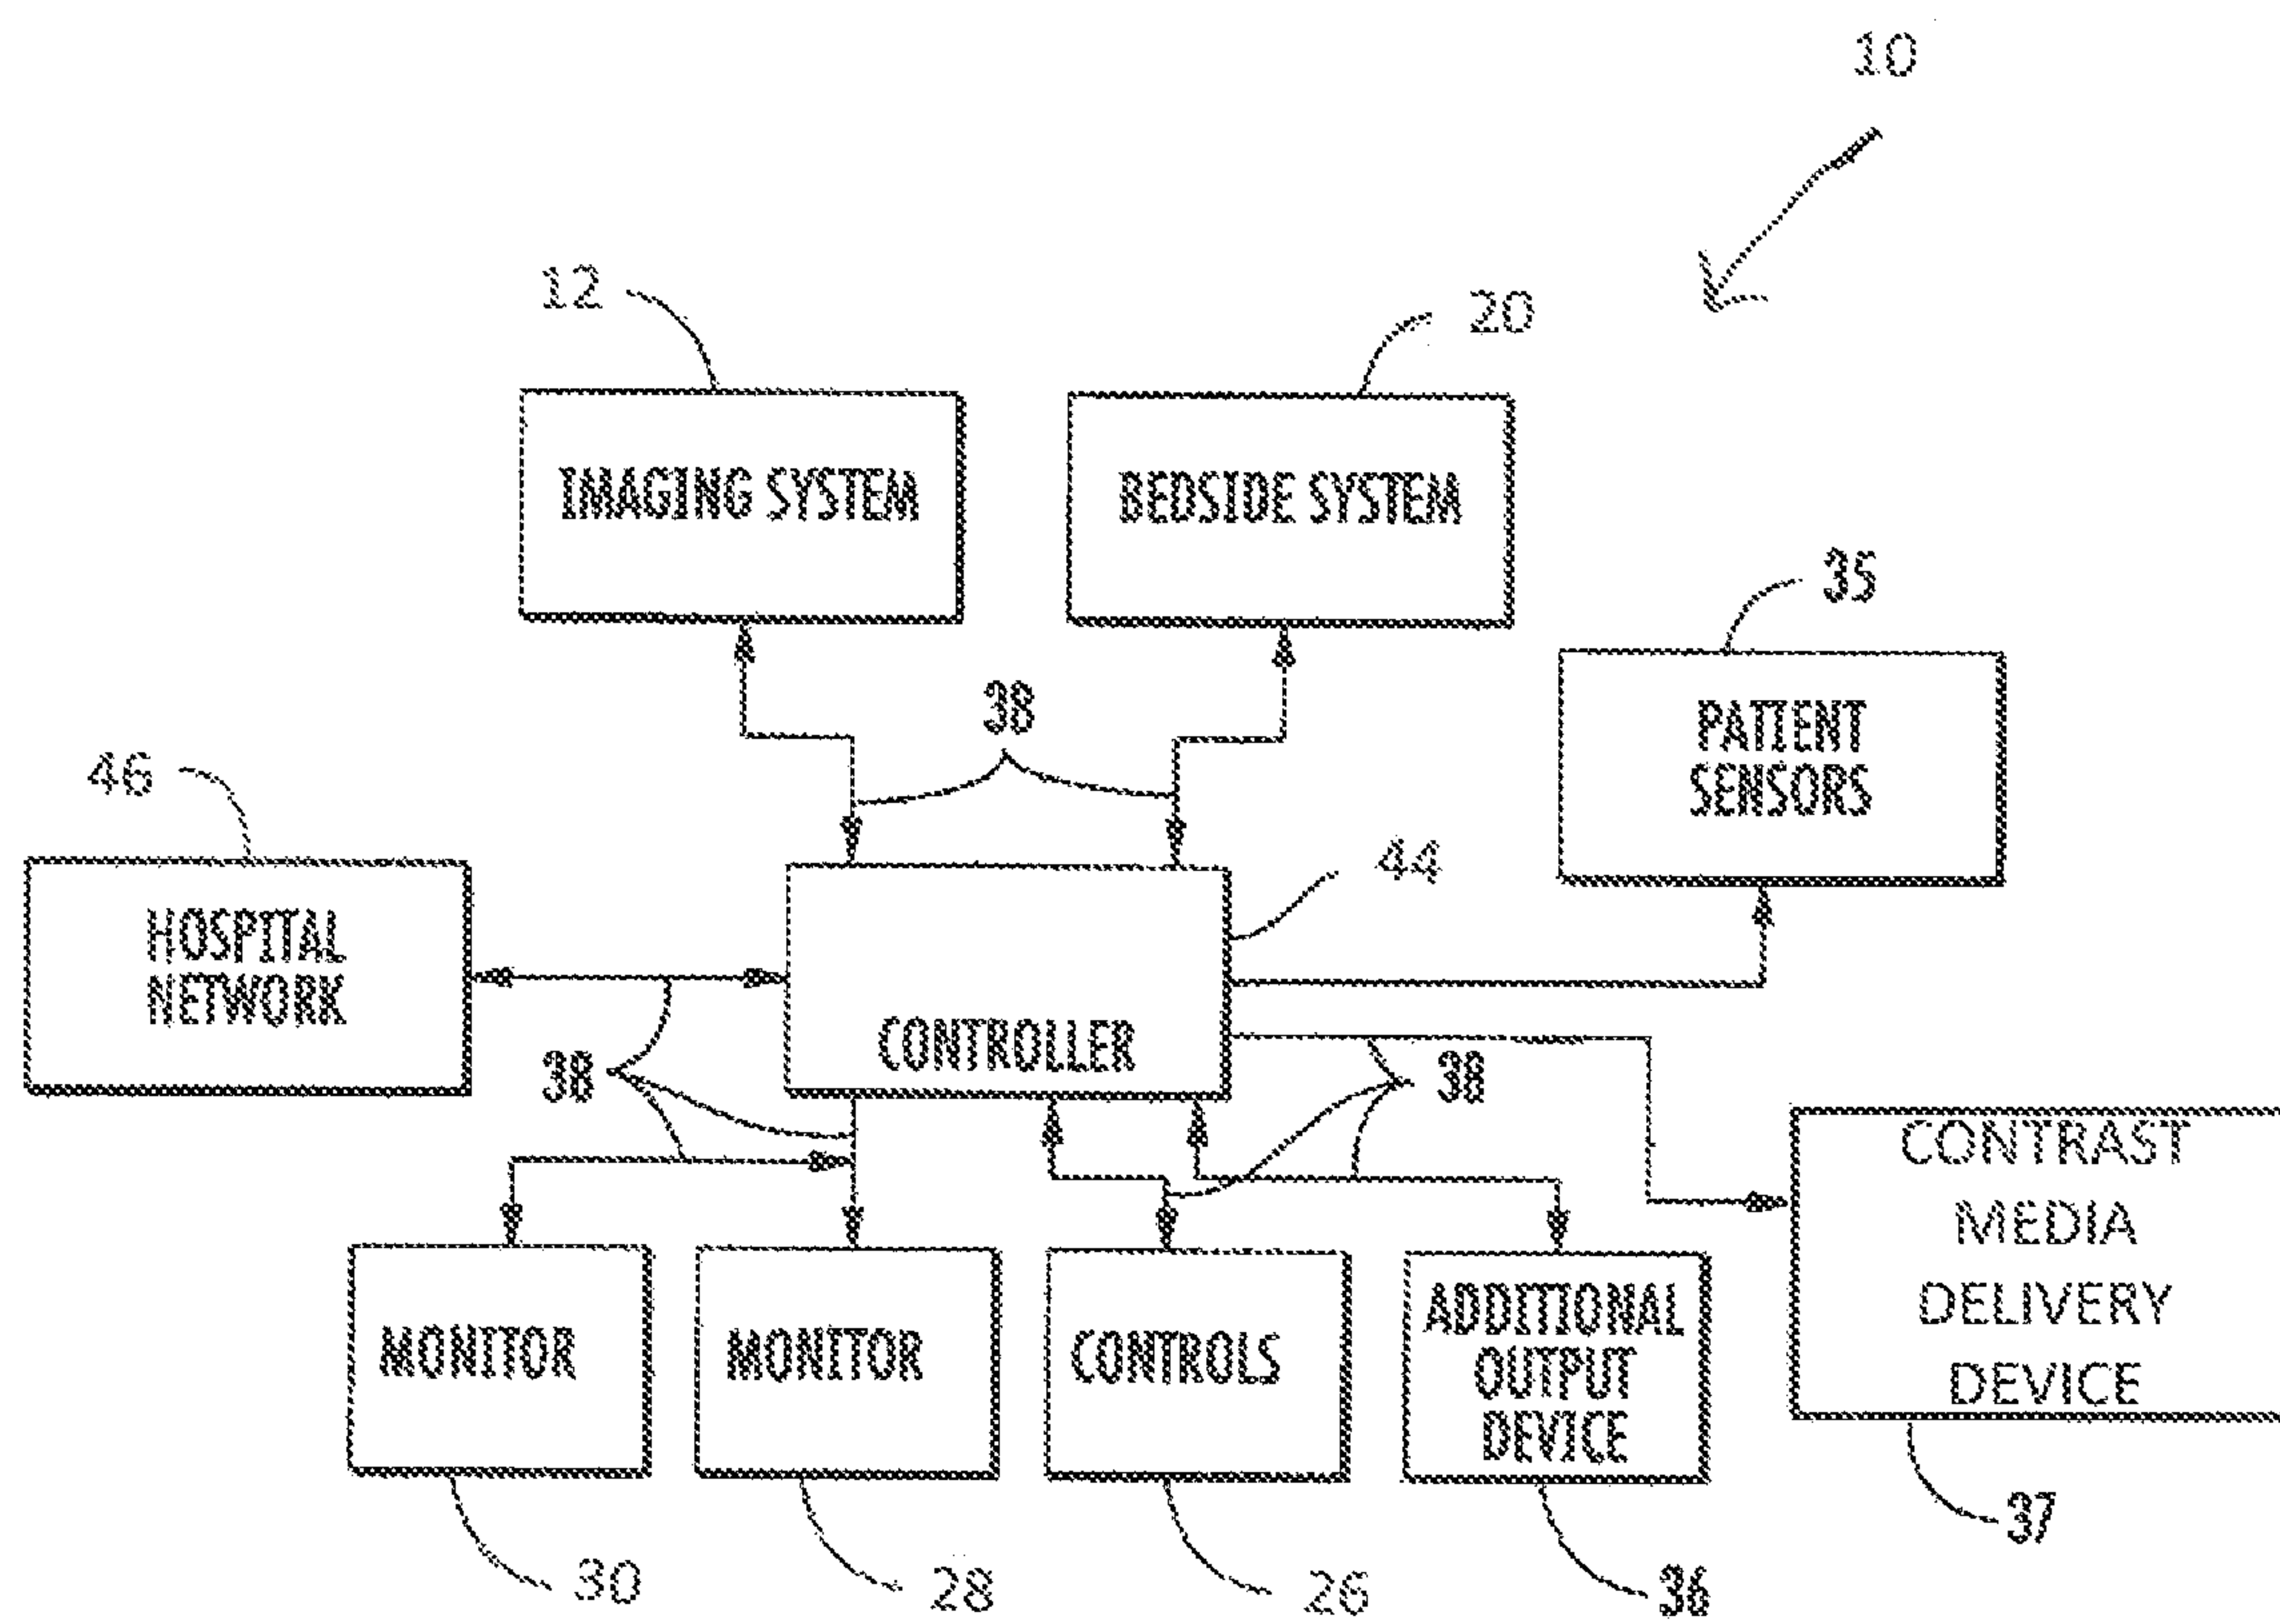 10
12
20
IMAGING SYSTEM
BEDSIDE SYSTEM
35
38
PATIENT
SENSORS
46
44
HOSPITAL
NETWORK
CONTROLLER
38
38
CONTRAST
MEDIA
DELIVERY
DEVICE
MONITOR
MONITOR
CONTROLS
ADDITIONAL
OUTPUT
DEVICE
37
30
28
26
36